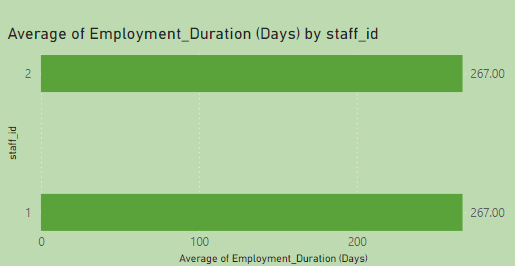 Average of Employment_Duration (Days) by staff_id
2
267.00
staff_id
1
267.00
0
100
200
Average of Employment_Duration (Days)